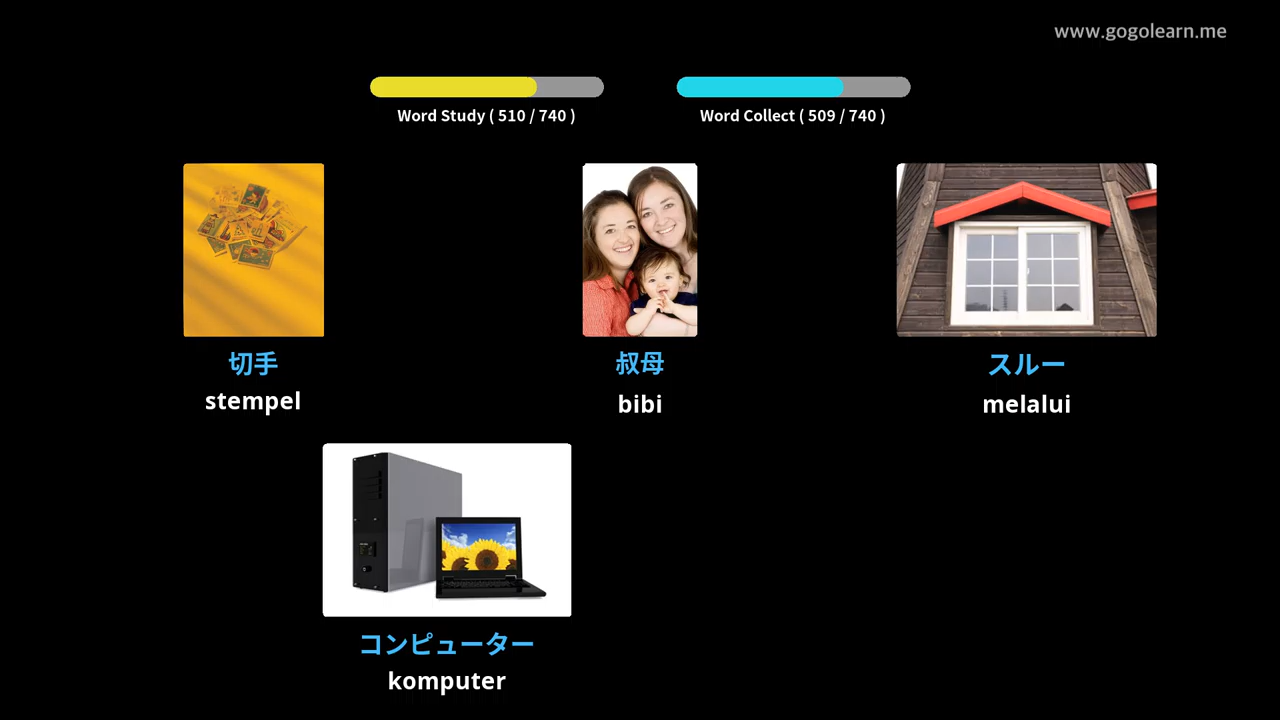 www.gogolearn.me
Word Study ( 510 / 740 )
Word Collect ( 509 / 740 )
切手
stempel
叔母
bibi
スルー
melalui
コンピューター
komputer